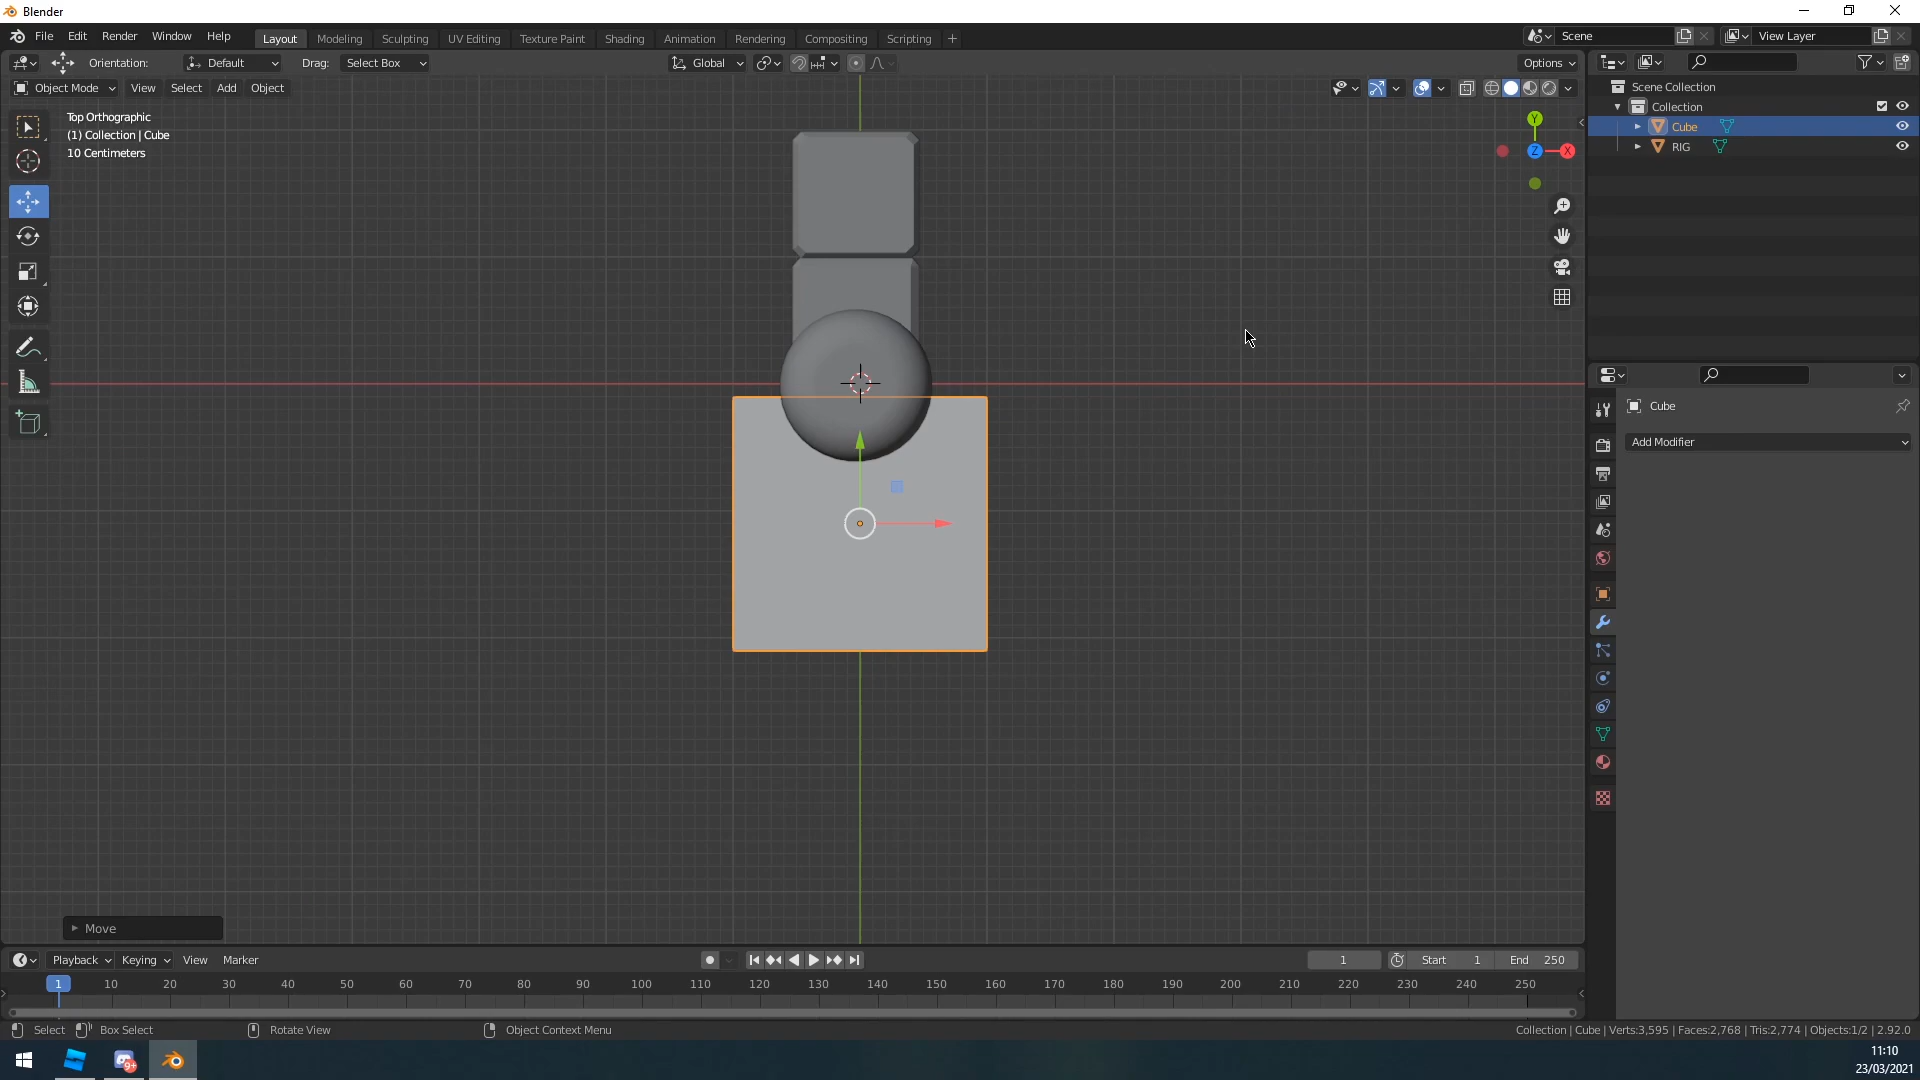 Blender
File Edit Render Window Help Layout Modeling Sculpting UV Editing Texture Paint Shading Animation Rendering Compositing Scripting + Scene View Layer
Orientation: Default Drag: Select Box Global Options
Object Mode View Select Add Object
Top Orthographic
(1) Collection | Cube
10 Centimeters
Y
Z
X
Scene Collection
Collection
Cube
RIG
Cube
Add Modifier
Move
Playback Keying View Marker 1 Start 1 End 250
1 10 20 30 40 50 60 70 80 90 100 110 120 130 140 150 160 170 180 190 200 210 220 230 240 250
Select Box Select Rotate View Object Context Menu Collection | Cube | Verts:3,595 | Faces:2,768 | Tris:2,774 | Objects:1/2 | 2.92.0
9+
11:10
23/03/2021